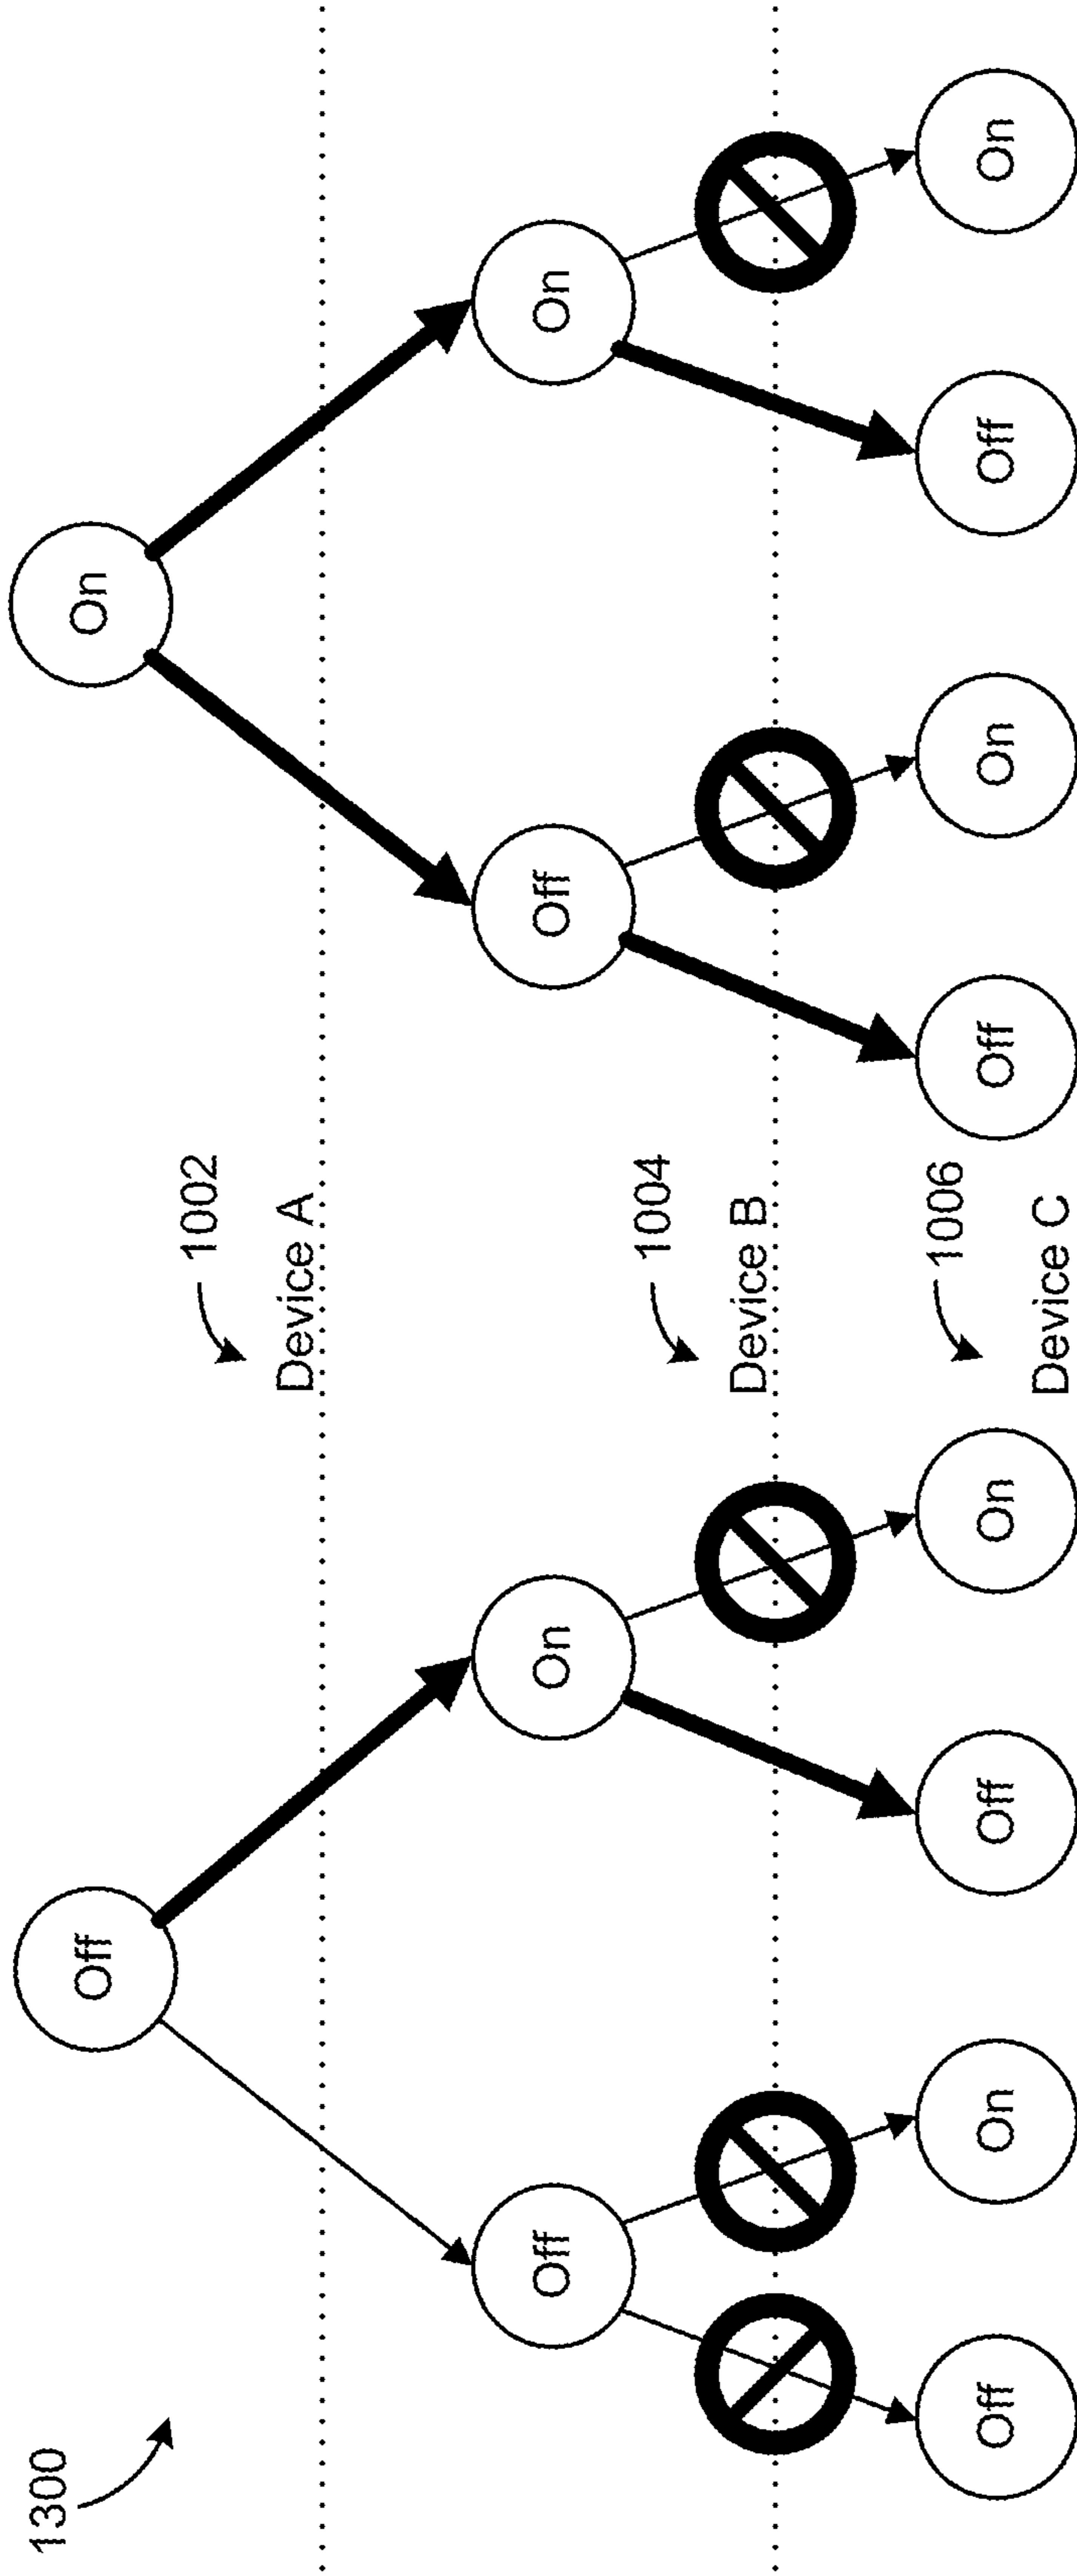 1300
Off
On
1002
Device A
Off
On
Off
On
1004
Device B
Off
On
Off
On
1006
Device C
Off
On
Off
On